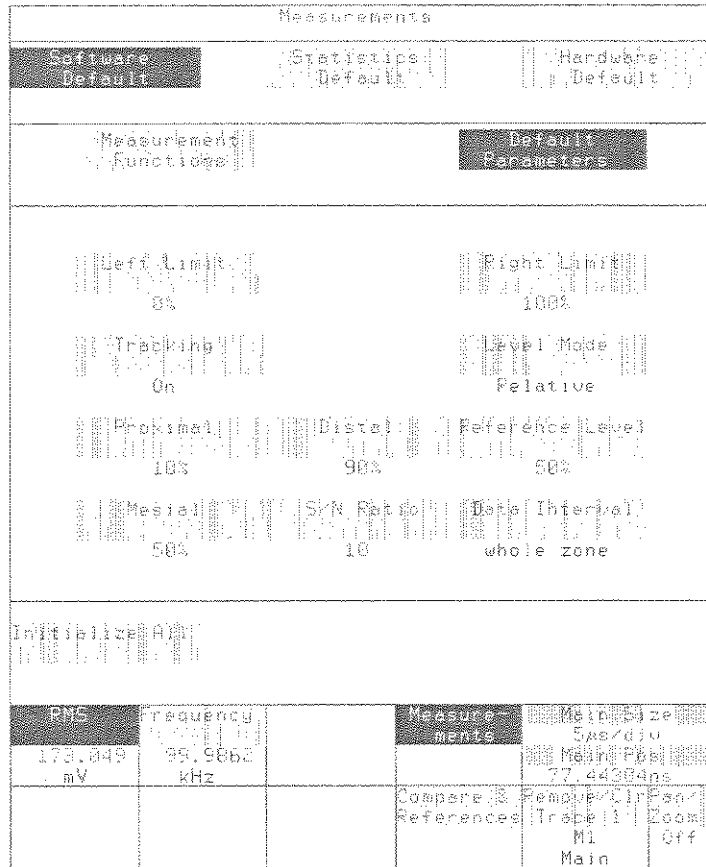 Measurements
Software Statistics Hardware
Default Default Default
Measurement Default
Functions Parameters
Left Limit Right Limit
0% 100%
Tracking Level Mode
On Relative
Proximal Distal Reference Level
10% 90% 50%
Mesial S/N Ratio Data Interval
50% 10 whole zone
Initialize All
RMS Frequency Measure- Main Size
ments 5µs/div
173.049 99.9862 Main Pos
mV kHz 77.44304ns
Compare & Remove/Clr Pan/
References Trace 1 Zoom
M1 Off
Main